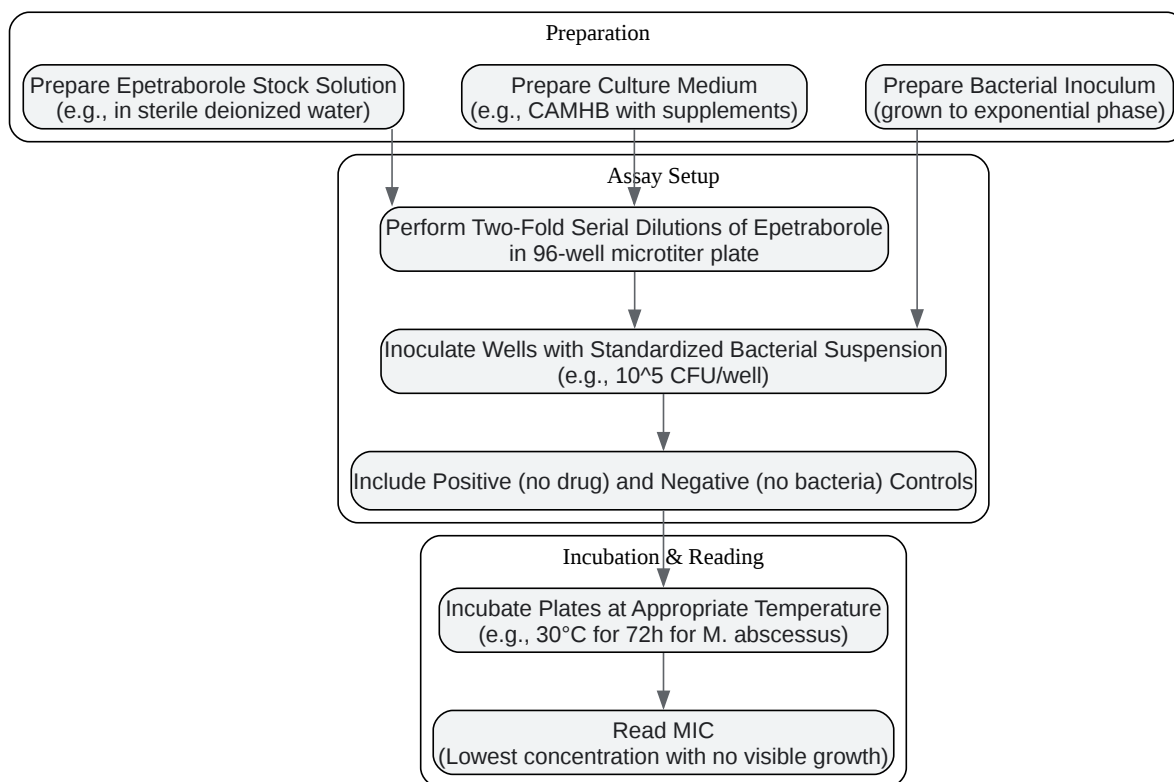 Preparation
Prepare Epetraborole Stock Solution
(e.g., in sterile deionized water)
Prepare Culture Medium
(e.g., CAMHB with supplements)
Prepare Bacterial Inoculum
(grown to exponential phase)
Assay Setup
Perform Two-Fold Serial Dilutions of Epetraborole
in 96-well microtiter plate
Inoculate Wells with Standardized Bacterial Suspension
(e.g., 10^5 CFU/well)
Include Positive (no drug) and Negative (no bacteria) Controls
Incubation & Reading
Incubate Plates at Appropriate Temperature
(e.g., 30°C for 72h for M. abscessus)
Read MIC
(Lowest concentration with no visible growth)